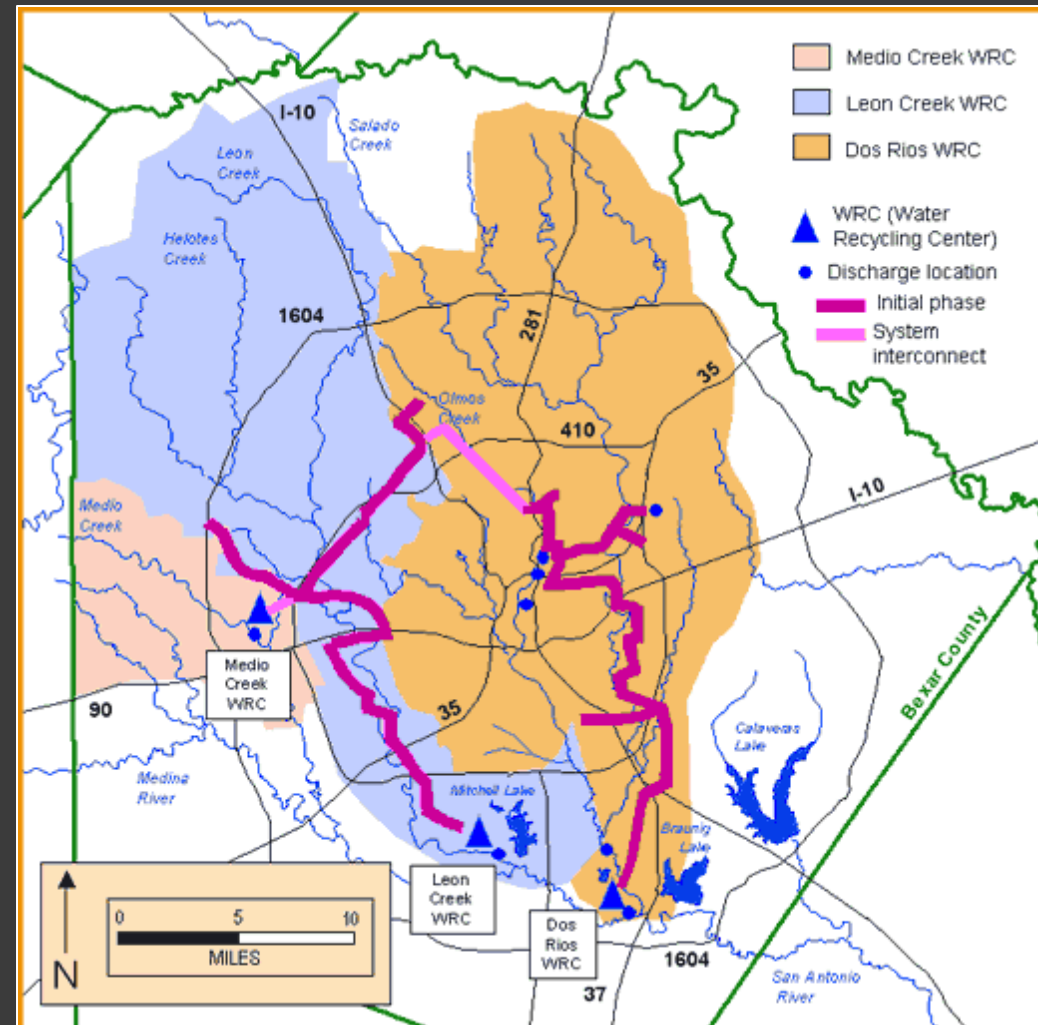 Medio Creek WRC
Leon Creek WRC
Dos Rios WRC
WRC (Water
Recycling Center)
Discharge location
Initial phase
System
interconnect
I-10
Salado
Creek
Leon
Creek
Helotes
Creek
1604
281
35
Olmos
Creek
410
I-10
Medio
Creek
Medio
Creek
WRC
90
35
Medina
River
Mitchell Lake
Calaveras
Lake
Bexar County
Braunig
Lake
Leon
Creek
WRC
Dos
Rios
WRC
1604
37
San Antonio
River
0 5 10
MILES
N